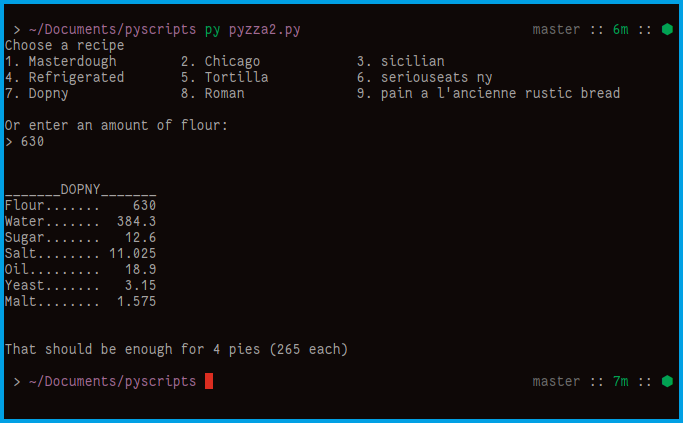 > ~/Documents/pyscripts py pyzza2.py master :: 6m :: ⬢
Choose a recipe
1. Masterdough 2. Chicago 3. sicilian
4. Refrigerated 5. Tortilla 6. seriouseats ny
7. Dopny 8. Roman 9. pain a l'ancienne rustic bread
Or enter an amount of flour:
> 630
_______DOPNY_______
Flour....... 630
Water....... 384.3
Sugar....... 12.6
Salt........ 11.025
Oil......... 18.9
Yeast....... 3.15
Malt........ 1.575
That should be enough for 4 pies (265 each)
> ~/Documents/pyscripts master :: 7m :: ⬢